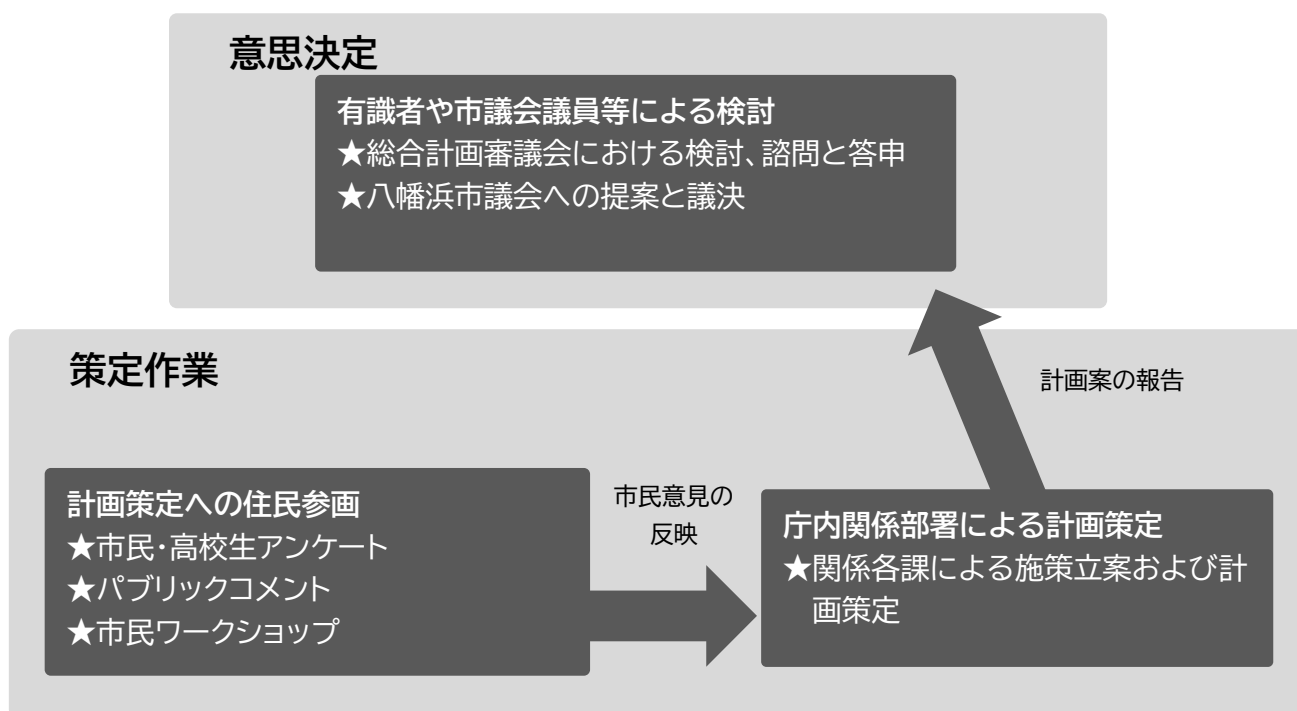 意思決定
有識者や市議会議員等による検討
★総合計画審議会における検討、諮問と答申
★八幡浜市議会への提案と議決
策定作業
計画案の報告
計画策定への住民参画
★市民・高校生アンケート
★パブリックコメント
★市民ワークショップ
市民意見の
反映
庁内関係部署による計画策定
★関係各課による施策立案および計
画策定